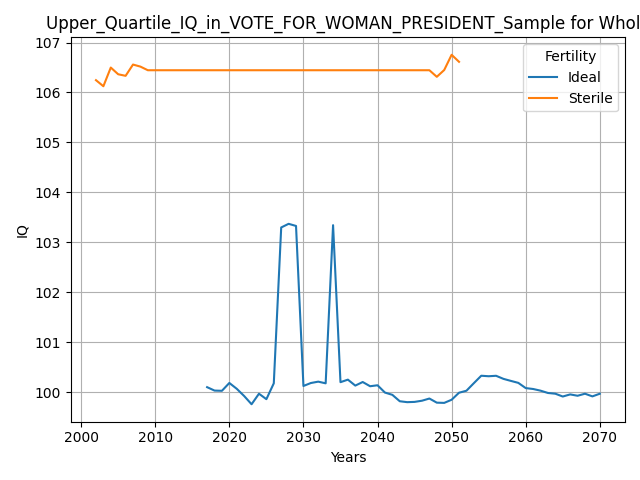 Upper_Quartile_IQ_in_VOTE_FOR_WOMAN_PRESIDENT_Sample for Whol
107
106
105
104
103
102
101
100
IQ
Fertility
Ideal
Sterile
2000 2010 2020 2030 2040 2050 2060 2070
Years